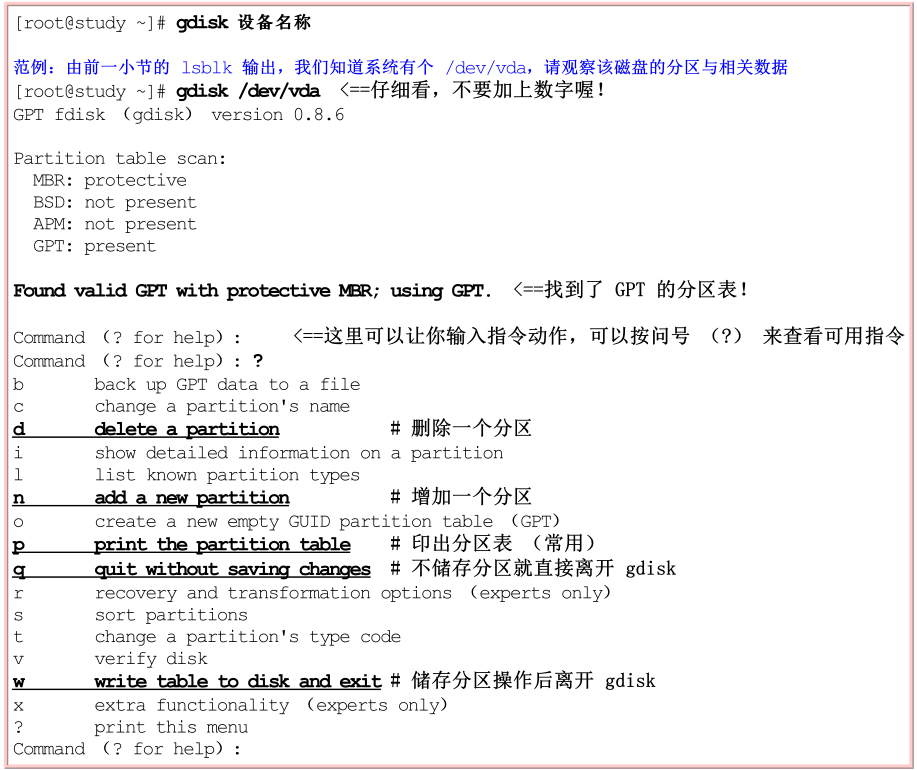 [root@study ~]# gdisk 设备名称
范例：由前一小节的 lsblk 输出，我们知道系统有个 /dev/vda，请观察该磁盘的分区与相关数据
[root@study ~]# gdisk /dev/vda <==仔细看，不要加上数字喔！
GPT fdisk （gdisk） version 0.8.6
Partition table scan:
MBR: protective
BSD: not present
APM: not present
GPT: present
Found valid GPT with protective MBR; using GPT. <==找到了 GPT 的分区表！
Command （? for help）: <==这里可以让你输入指令动作，可以按问号 （?） 来查看可用指令
Command （? for help）: ?
b back up GPT data to a file
c change a partition's name
d delete a partition # 删除一个分区
i show detailed information on a partition
l list known partition types
n add a new partition # 增加一个分区
o create a new empty GUID partition table （GPT）
p print the partition table # 印出分区表 （常用）
q quit without saving changes # 不储存分区就直接离开 gdisk
r recovery and transformation options （experts only）
s sort partitions
t change a partition's type code
v verify disk
w write table to disk and exit # 储存分区操作后离开 gdisk
x extra functionality （experts only）
? print this menu
Command （? for help）: